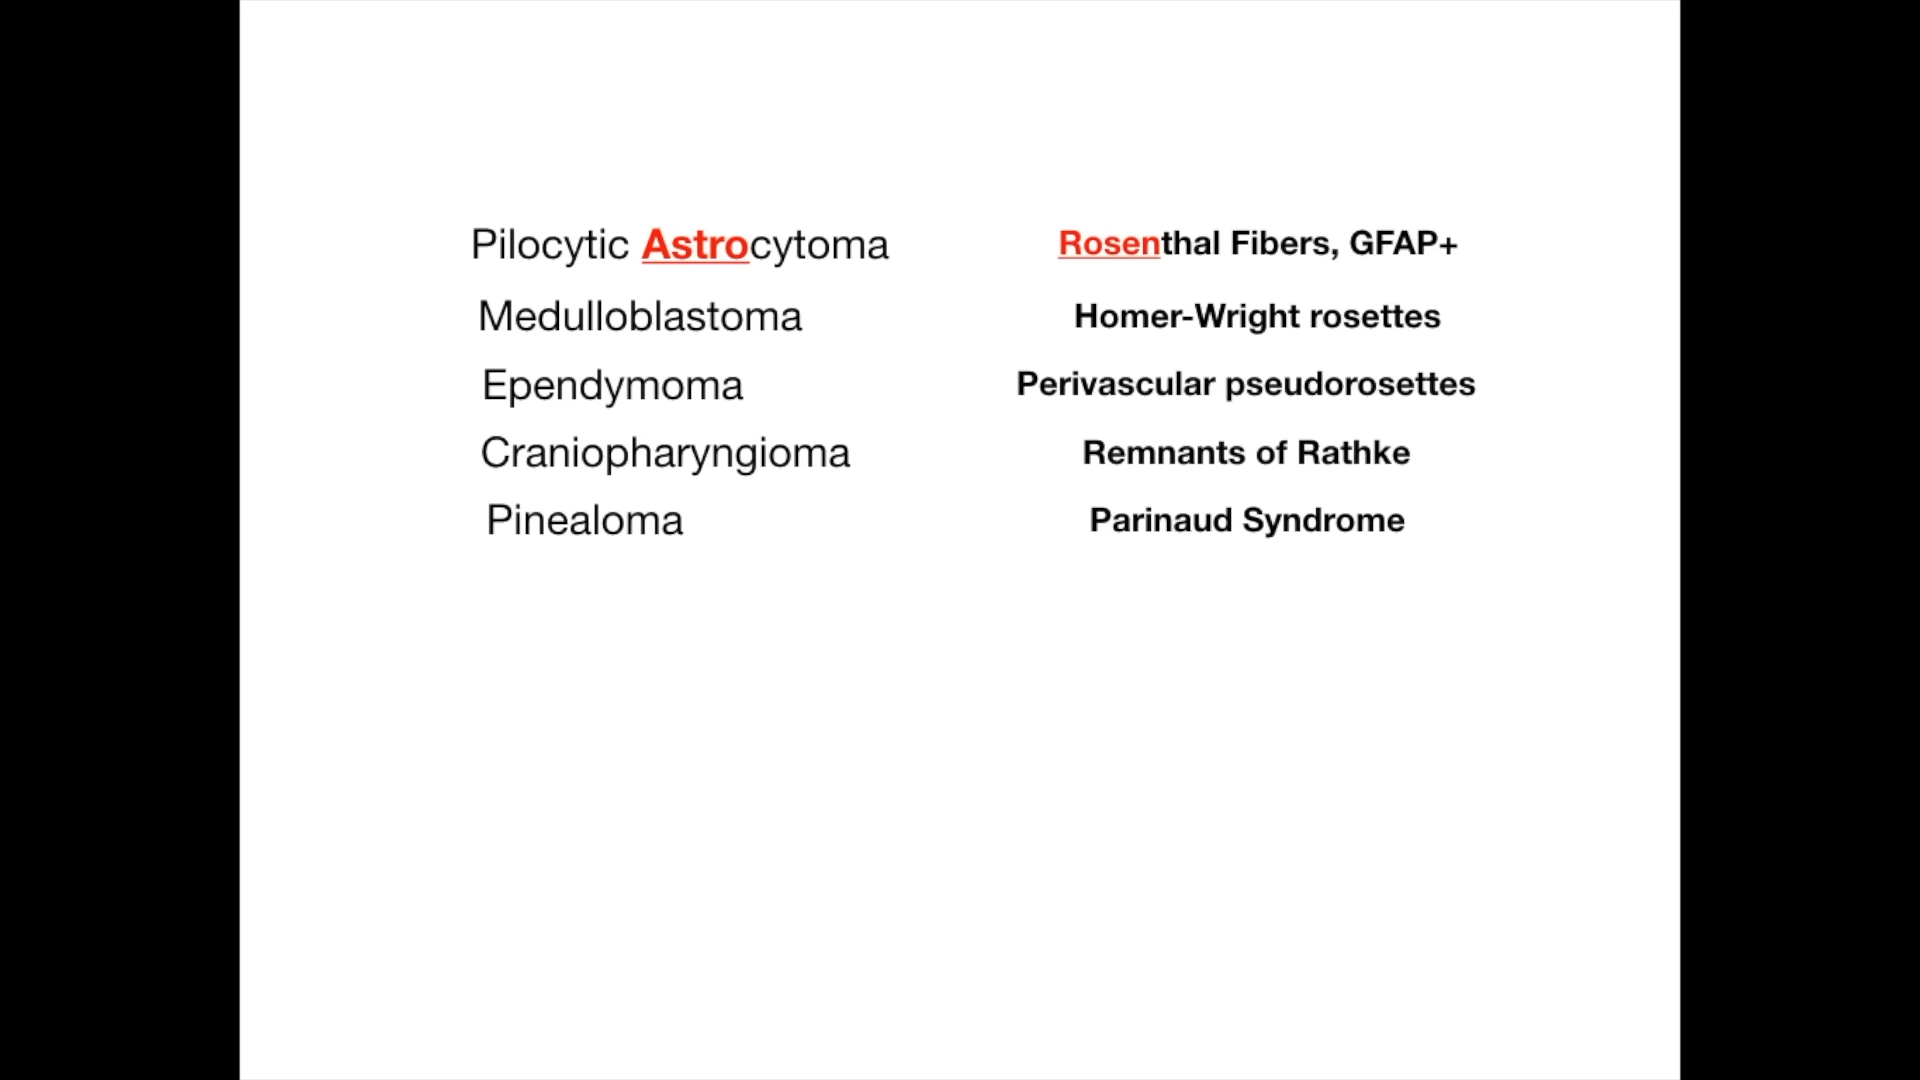 Pilocytic Astrocytoma Rosenthal Fibers, GFAP+
Medulloblastoma Homer-Wright rosettes
Ependymoma Perivascular pseudorosettes
Craniopharyngioma Remnants of Rathke
Pinealoma Parinaud Syndrome